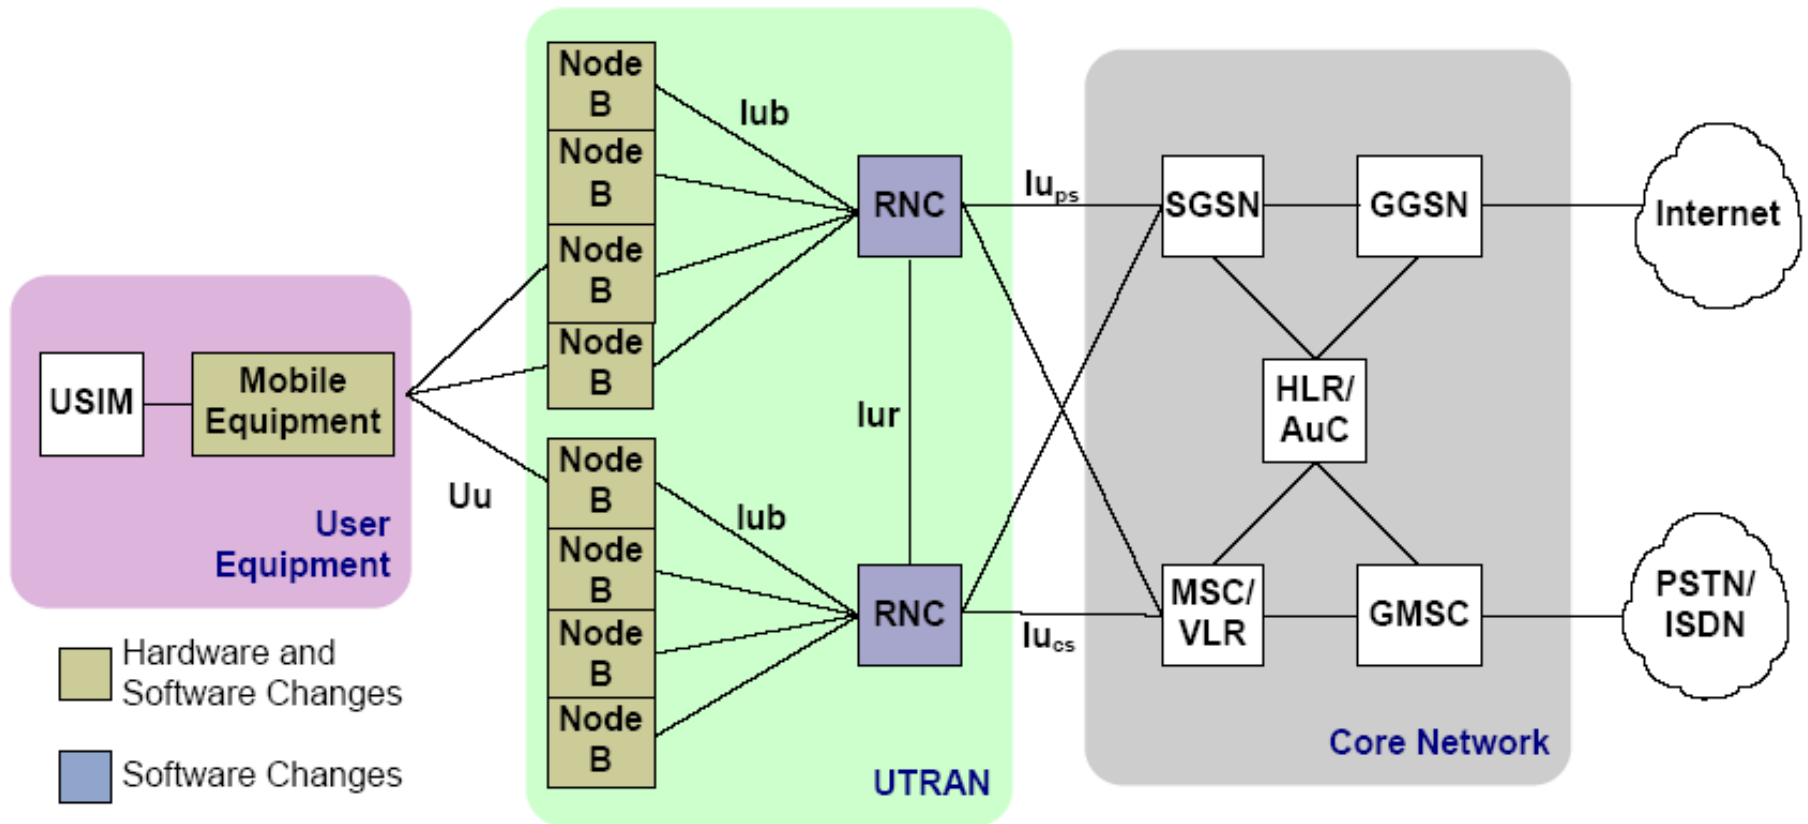 Node
B
Node
B
Node
B
Node
B
Iub
RNC
Iups
SGSN
GGSN
Internet
USIM
Mobile
Equipment
User
Equipment
Uu
Iur
HLR/
AuC
Node
B
Node
B
Node
B
Node
B
Iub
RNC
Iucs
MSC/
VLR
GMSC
PSTN/
ISDN
Core Network
UTRAN
Hardware and
Software Changes
Software Changes